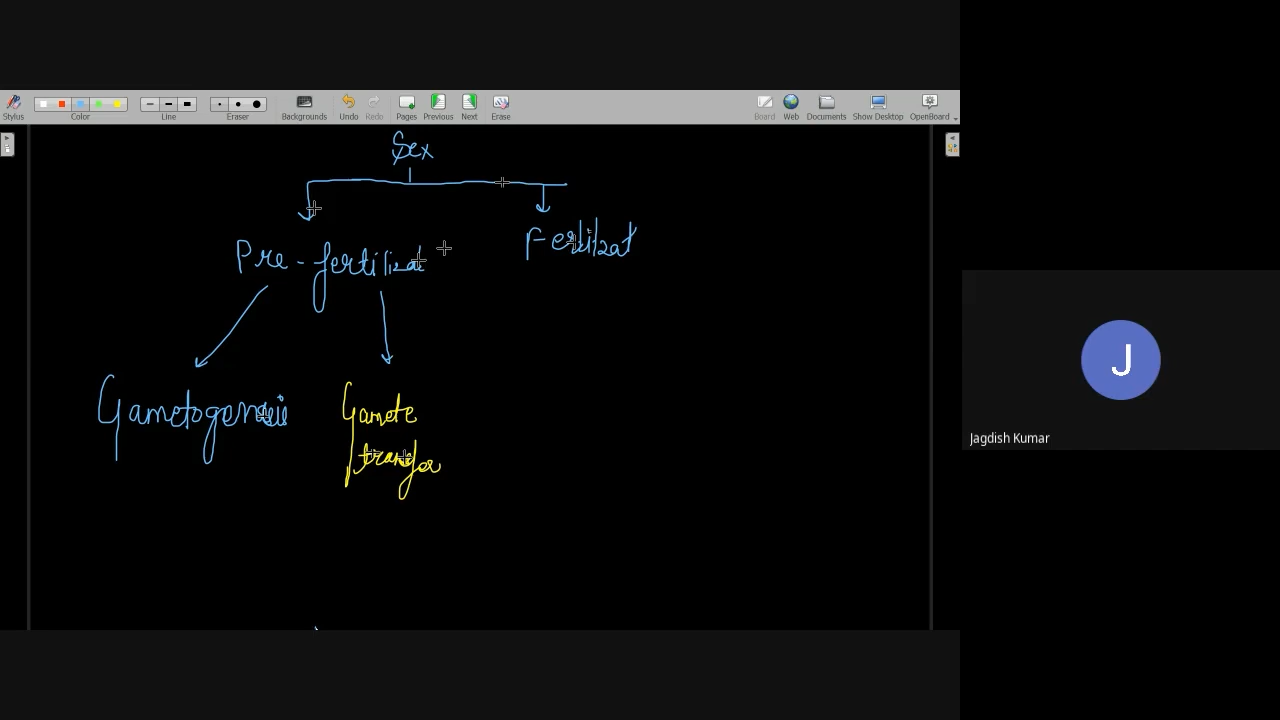 Stylus
Color
Line
Eraser
Backgrounds
Undo
Redo
Pages
Previous
Next
Erase
Board
Web
Documents
Show Desktop
OpenBoard
Sex
Pre-fertilizat
Fertilizat
Gametogenesis
Gamete
transfer
J
Jagdish Kumar